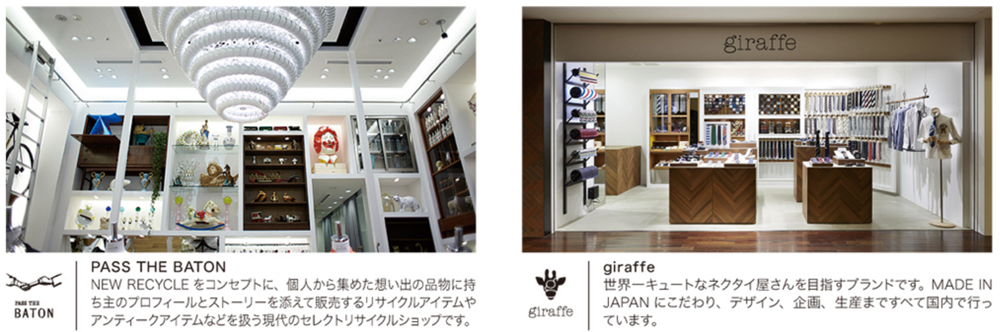 giraffe
PASS THE BATON
NEW RECYCLE をコンセプトに、個人から集めた想い出の品物に持
ち主のプロフィールとストーリーを添えて販売するリサイクルアイテムや
アンティークアイテムなどを扱う現代のセレクトリサイクルショップです。
PASS THE
BATON
giraffe
世界一キュートなネクタイ屋さんを目指すブランドです。MADE IN
JAPAN にこだわり、デザイン、企画、生産まですべて国内で行っ
ています。
giraffe